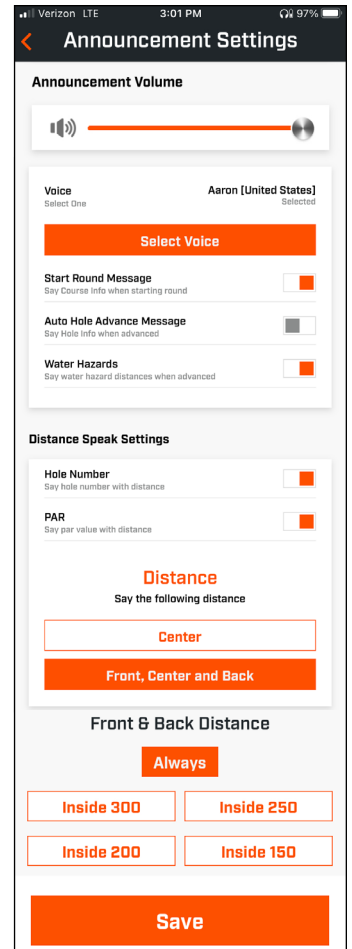 Verizon LTE 3:01 PM 97%
Announcement Settings
Announcement Volume
Voice Aaron [United States]
Select One Selected
Select Voice
Start Round Message
Say Course Info when starting round
Auto Hole Advance Message
Say Hole Info when advanced
Water Hazards
Say water hazard distances when advanced
Distance Speak Settings
Hole Number
Say hole number with distance
PAR
Say par value with distance
Distance
Say the following distance
Center
Front, Center and Back
Front & Back Distance
Always
Inside 300 Inside 250
Inside 200 Inside 150
Save